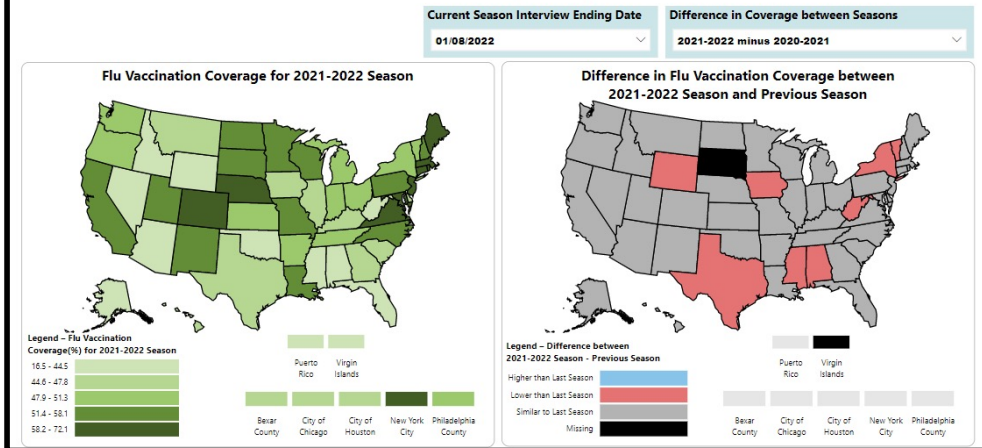 Current Season Interview Ending Date
01/08/2022
Difference in Coverage between Seasons
2021-2022 minus 2020-2021
Flu Vaccination Coverage for 2021-2022 Season
Legend – Flu Vaccination
Coverage(%) for 2021-2022 Season
16.5 - 44.5
44.6 - 47.8
47.9 - 51.3
51.4 - 58.1
58.2 - 72.1
Puerto
Rico
Virgin
Islands
Bexar
County
City of
Chicago
City of
Houston
New York
City
Philadelphia
County
Difference in Flu Vaccination Coverage between
2021-2022 Season and Previous Season
Legend – Difference between
2021-2022 Season - Previous Season
Higher than Last Season
Lower than Last Season
Similar to Last Season
Missing
Puerto
Rico
Virgin
Islands
Bexar
County
City of
Chicago
City of
Houston
New York
City
Philadelphia
County